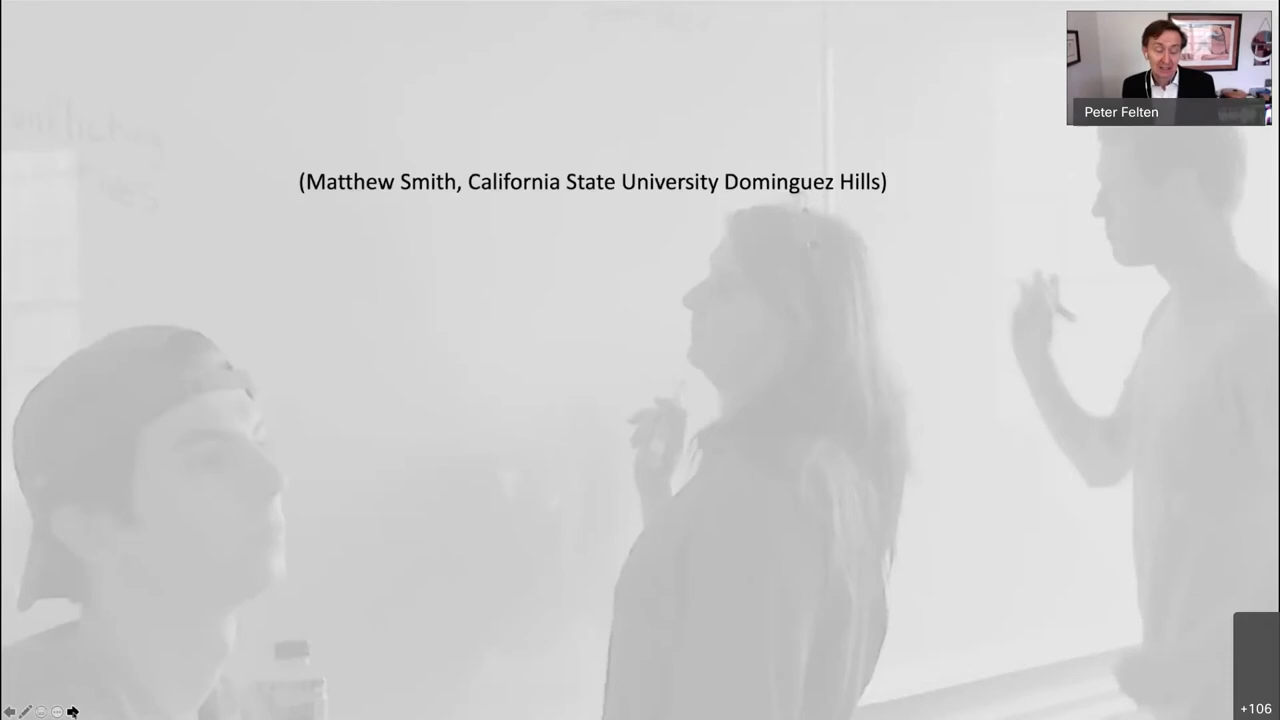 Peter Felten
(Matthew Smith, California State University Dominguez Hills)
+106